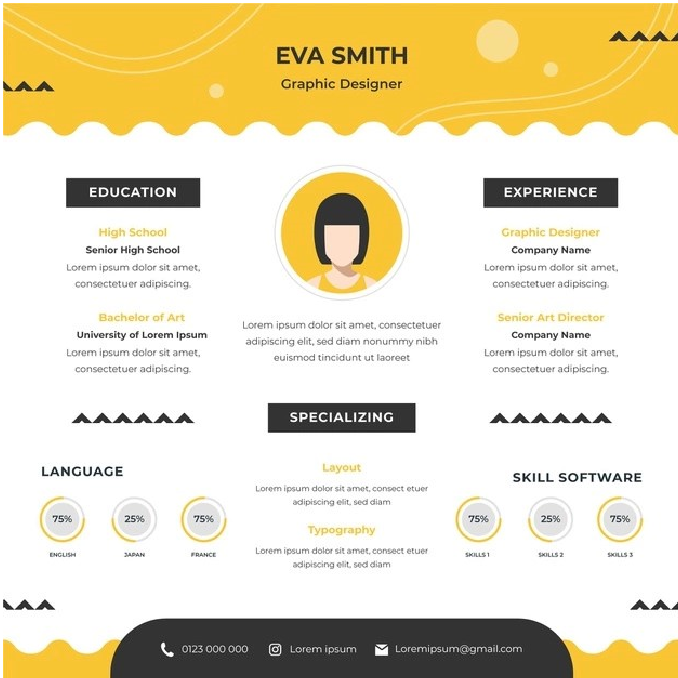 EVA SMITH
Graphic Designer
EDUCATION
High School
Senior High School
Lorem ipsum dolor sit amet,
consectetuer adipiscing.
Bachelor of Art
University of Lorem Ipsum
Lorem ipsum dolor sit amet,
consectetuer adipiscing.
Lorem ipsum dolor sit amet, consectetuer
adipiscing elit, sed diam nonummy nibh
euismod tincidunt ut laoreet
EXPERIENCE
Graphic Designer
Company Name
Lorem ipsum dolor sit amet,
consectetuer adipiscing.
Senior Art Director
Company Name
Lorem ipsum dolor sit amet,
consectetuer adipiscing.
LANGUAGE
75%
25%
75%
ENGLISH
JAPAN
FRANCE
SPECIALIZING
Layout
Lorem ipsum dolor sit amet, consect etuer
adipiscing elit, sed diam
Typography
Lorem ipsum dolor sit amet, consect etuer
adipiscing elit, sed diam
SKILL SOFTWARE
75%
25%
75%
SKILLS 1
SKILLS 2
SKILLS 3
0123 000 000
Lorem ipsum
Loremipsum@gmail.com